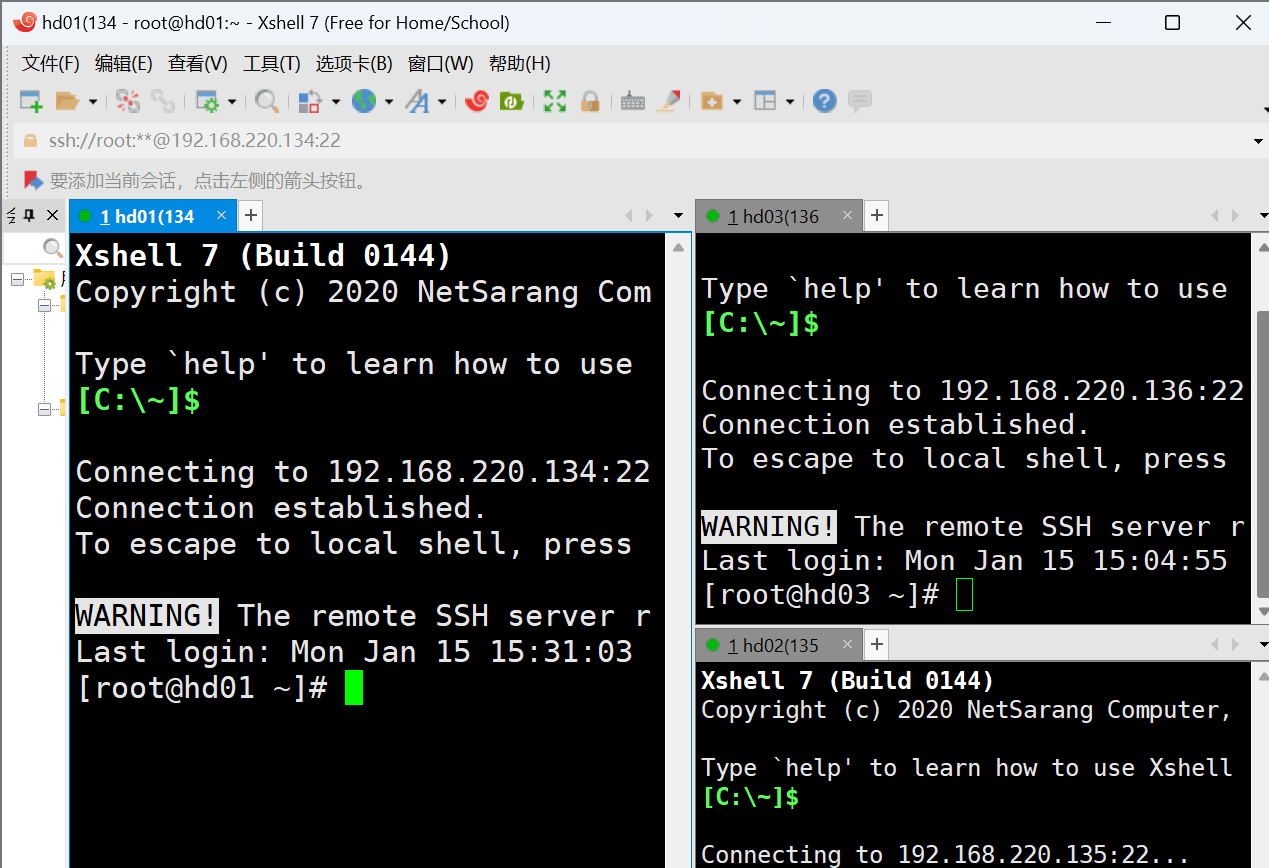 hd01(134 - root@hd01:~ - Xshell 7 (Free for Home/School)
文件(F) 编辑(E) 查看(V) 工具(T) 选项卡(B) 窗口(W) 帮助(H)
ssh://root:**@192.168.220.134:22
要添加当前会话，点击左侧的箭头按钮。
1 hd01(134
Xshell 7 (Build 0144)
Copyright (c) 2020 NetSarang Com
Type `help' to learn how to use
[C:\~]$
Connecting to 192.168.220.134:22
Connection established.
To escape to local shell, press
WARNING! The remote SSH server r
Last login: Mon Jan 15 15:31:03
[root@hd01 ~]#
1 hd03(136
Type `help' to learn how to use
[C:\~]$
Connecting to 192.168.220.136:22
Connection established.
To escape to local shell, press
WARNING! The remote SSH server r
Last login: Mon Jan 15 15:04:55
[root@hd03 ~]#
1 hd02(135
Xshell 7 (Build 0144)
Copyright (c) 2020 NetSarang Computer,
Type `help' to learn how to use Xshell
[C:\~]$
Connecting to 192.168.220.135:22...